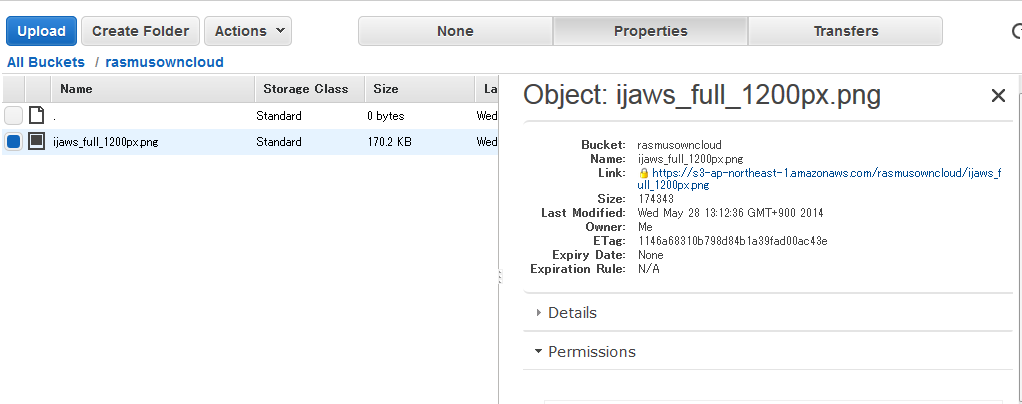 Upload Create Folder Actions None Properties Transfers
All Buckets / rasmusowncloud
Name Storage Class Size La
. Standard 0 bytes Wed
ijaws_full_1200px.png Standard 170.2 KB Wed
Object: ijaws_full_1200px.png
Bucket: rasmusowncloud
Name: ijaws_full_1200px.png
Link: https://s3-ap-northeast-1.amazonaws.com/rasmusowncloud/ijaws_f
ull_1200px.png
Size: 174343
Last Modified: Wed May 28 13:12:36 GMT+900 2014
Owner: Me
ETag: 1146a68310b798d84b1a39fad00ac43e
Expiry Date: None
Expiration Rule: N/A
Details
Permissions